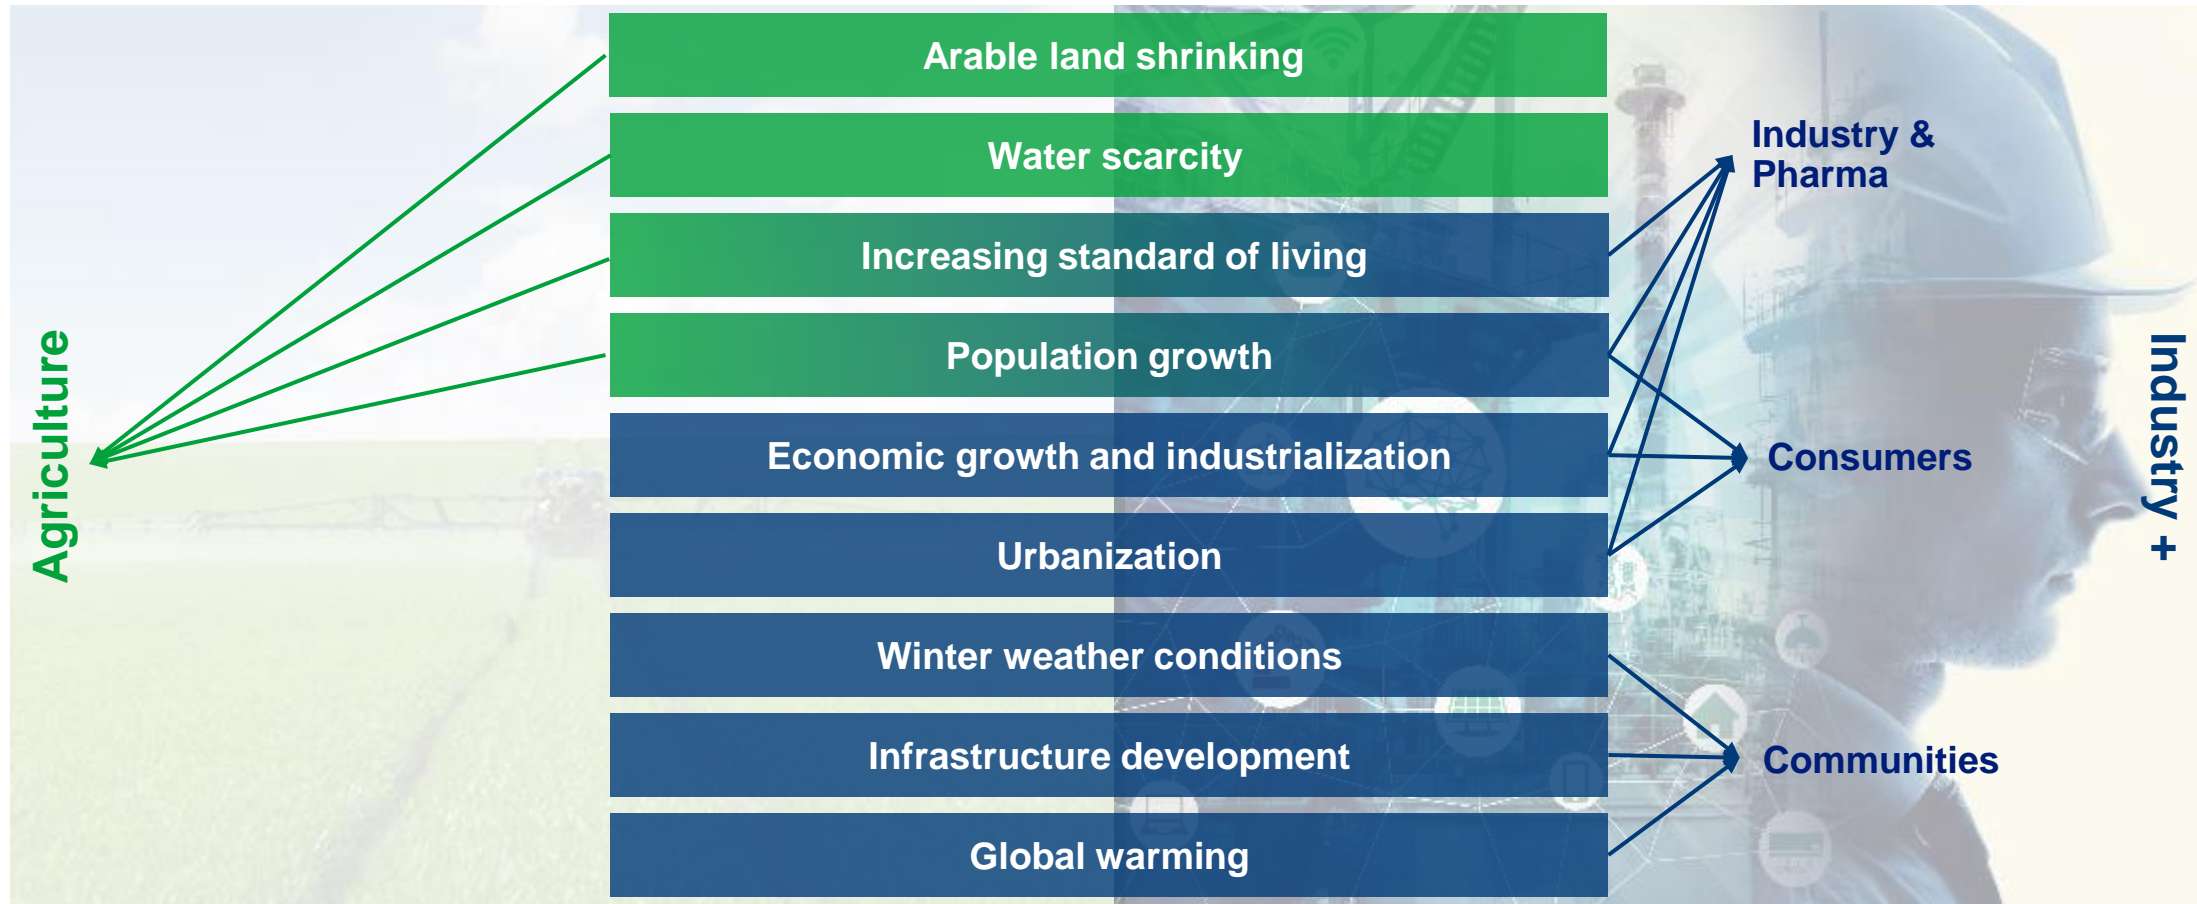 Agriculture
Arable land shrinking
Water scarcity
Increasing standard of living
Population growth
Economic growth and industrialization
Urbanization
Winter weather conditions
Infrastructure development
Global warming
Industry &
Pharma
Consumers
Communities
Industry +